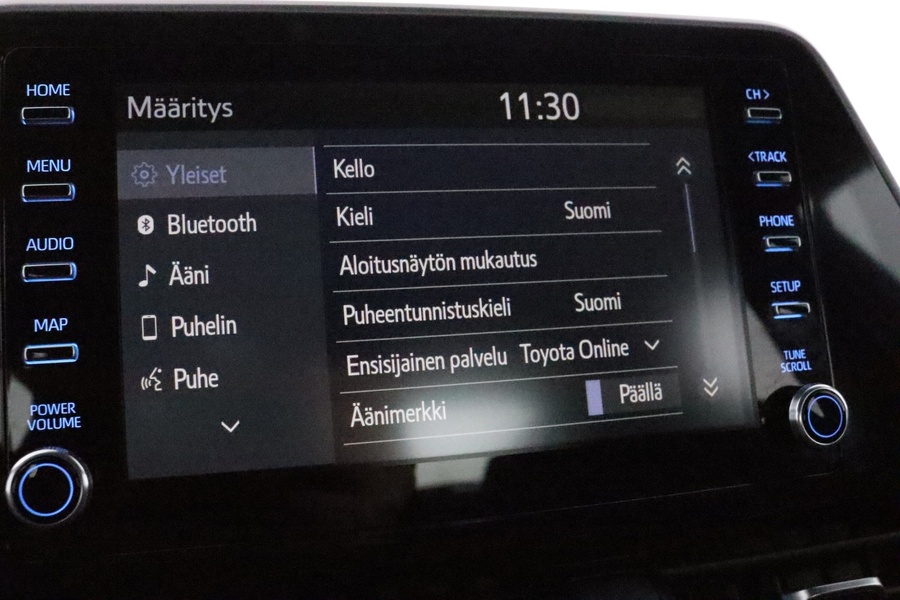 HOME
MENU
AUDIO
MAP
POWER
VOLUME
Määritys 11:30
Yleiset
Bluetooth
Ääni
Puhelin
Puhe
Kello
Kieli Suomi
Aloitusnäytön mukautus
Puheentunnistuskieli Suomi
Ensisijainen palvelu Toyota Online
Äänimerkki Päällä
CH >
< TRACK
PHONE
SETUP
TUNE
SCROLL